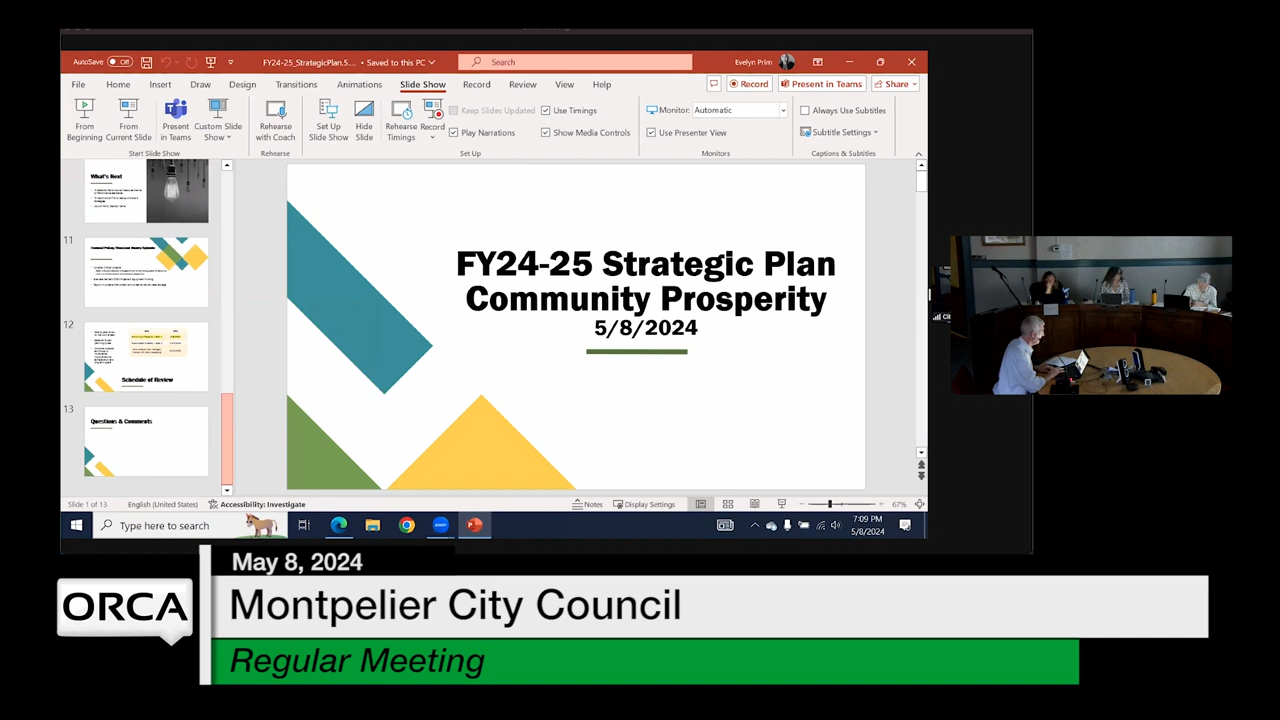 AutoSave Off
FY24-25_StrategicPlan.5.... • Saved to this PC
Search
Evelyn Prim
File Home Insert Draw Design Transitions Animations Slide Show Record Review View Help
Record Present in Teams Share
From Beginning
From Current Slide
Present in Teams
Custom Slide Show
Rehearse with Coach
Set Up Slide Show
Hide Slide
Rehearse Timings
Record
Keep Slides Updated
Use Timings
Play Narrations
Show Media Controls
Monitor: Automatic
Use Presenter View
Always Use Subtitles
Subtitle Settings
Start Slide Show
Rehearse
Set Up
Monitors
Captions & Subtitles
What's Next
11
12
Schedule of Review
13
Questions & Comments
FY24-25 Strategic Plan
Community Prosperity
5/8/2024
Slide 1 of 13
English (United States)
Accessibility: Investigate
Notes
Display Settings
67%
Type here to search
zoom
7:09 PM
5/8/2024
May 8, 2024
ORCA
Montpelier City Council
Regular Meeting